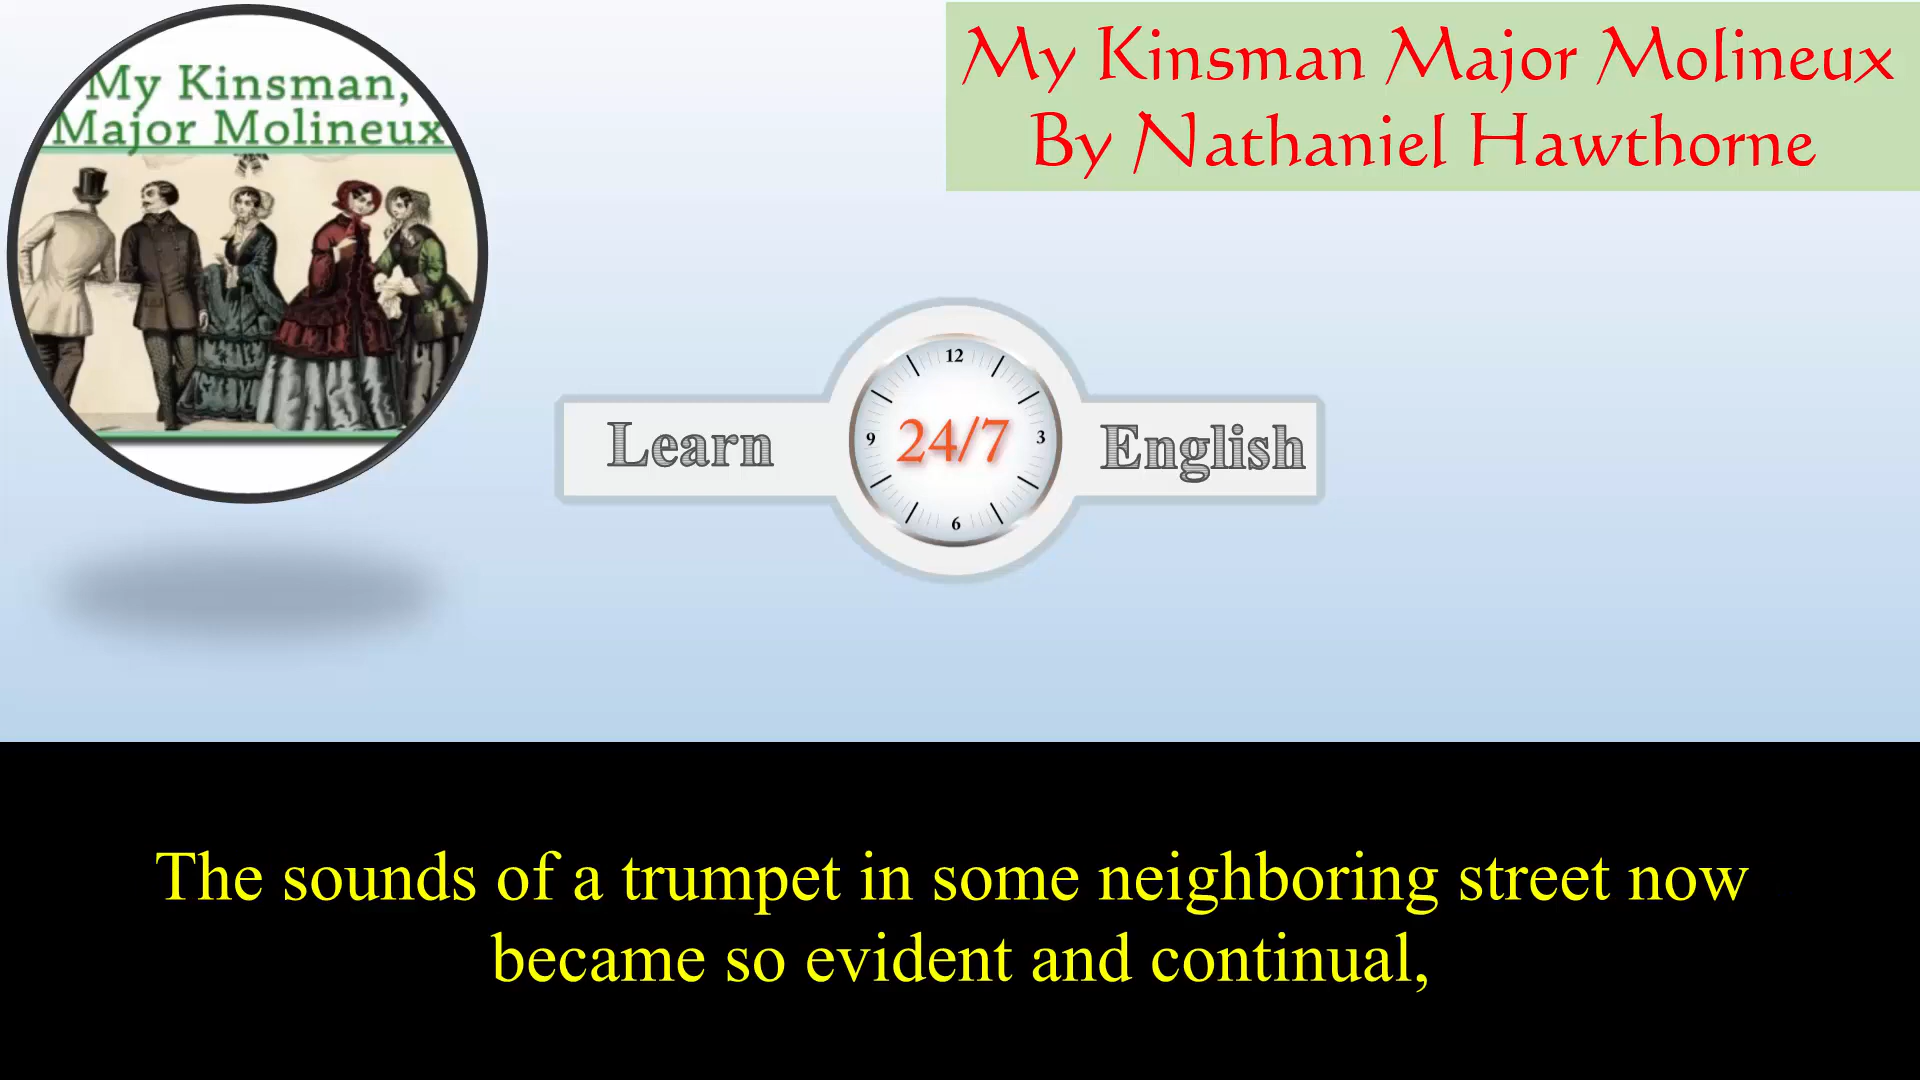 My Kinsman,
Major Molineux
My Kinsman Major Molineux
By Nathaniel Hawthorne
12
Learn
9
24/7
3
English
6
The sounds of a trumpet in some neighboring street now
became so evident and continual,